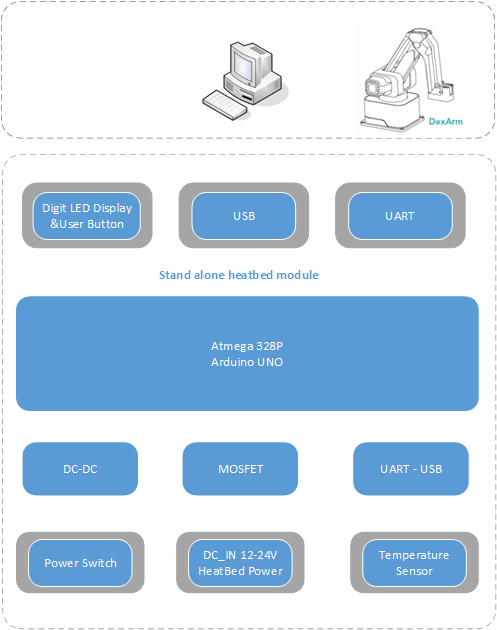 DexArm
Digit LED Display
&User Button
USB
UART
Stand alone heatbed module
Atmega 328P
Arduino UNO
DC-DC
MOSFET
UART - USB
Power Switch
DC_IN 12-24V
HeatBed Power
Temperature
Sensor